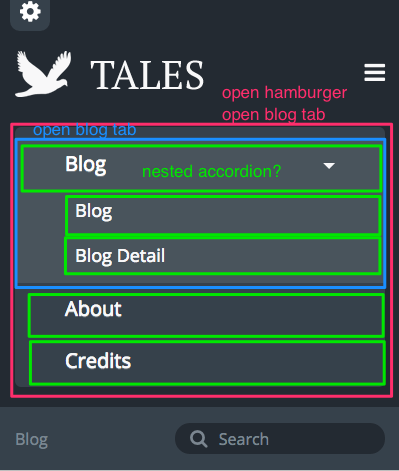 TALES
open hamburger
open blog tab
open blog tab
Blog
nested accordion?
Blog
Blog Detail
About
Credits
Blog
Search